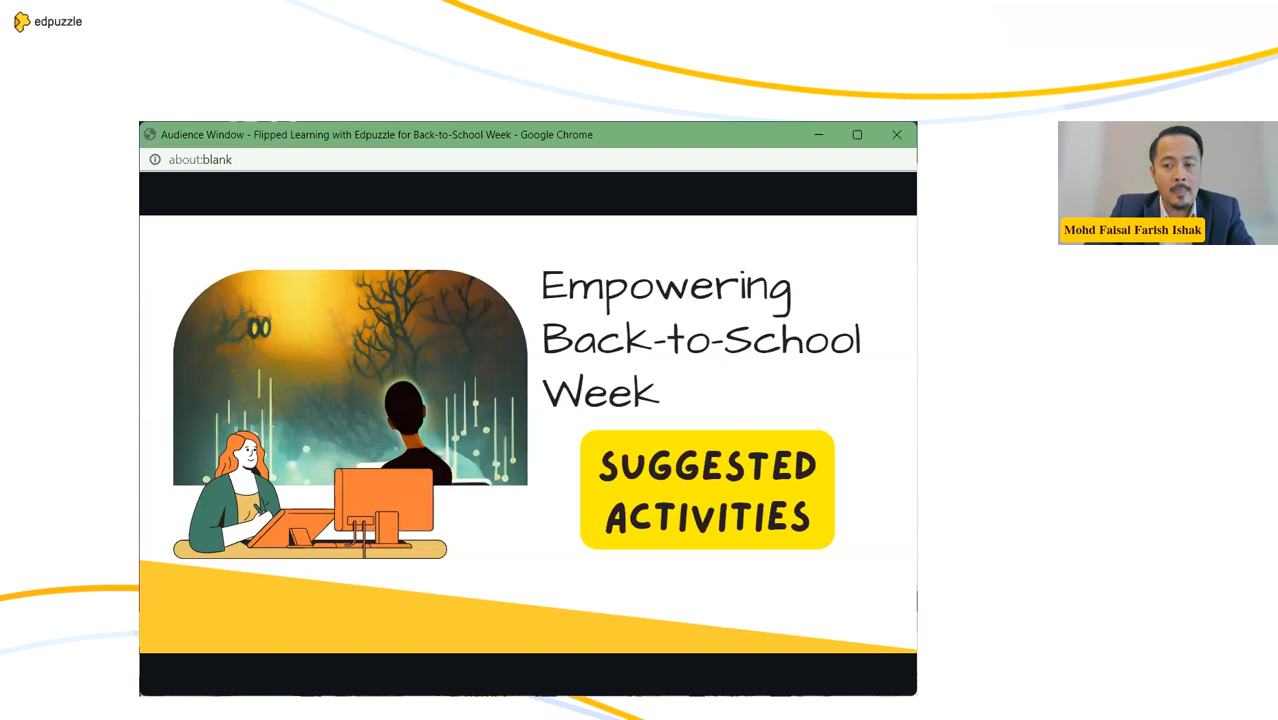 edpuzzle
Audience Window - Flipped Learning with Edpuzzle for Back-to-School Week - Google Chrome
about:blank
Empowering
Back-to-School
Week
SUGGESTED
ACTIVITIES
Mohd Faisal Farish Ishak